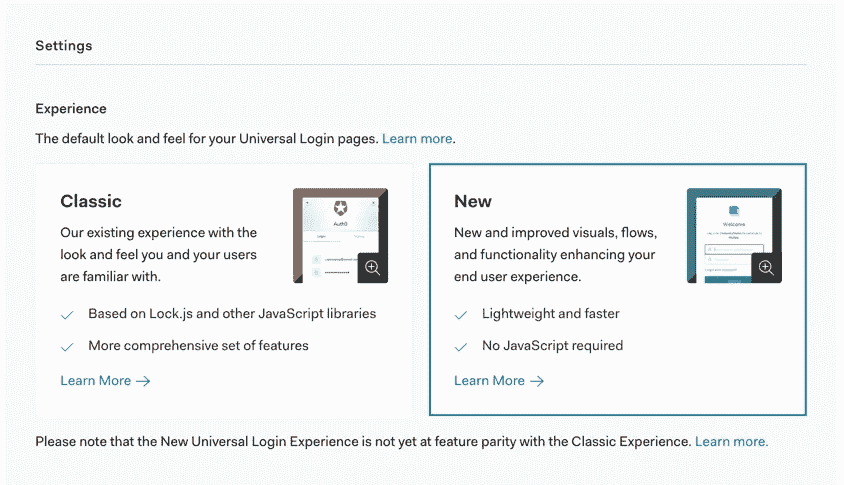 Settings
Experience
The default look and feel for your Universal Login pages. Learn more.
Classic
Our existing experience with the
look and feel you and your users
are familiar with.
Auth0
Based on Lock.js and other JavaScript libraries
More comprehensive set of features
Learn More →
New
New and improved visuals, flows,
and functionality enhancing your
end user experience.
Welcome
Lightweight and faster
No JavaScript required
Learn More →
Please note that the New Universal Login Experience is not yet at feature parity with the Classic Experience. Learn more.